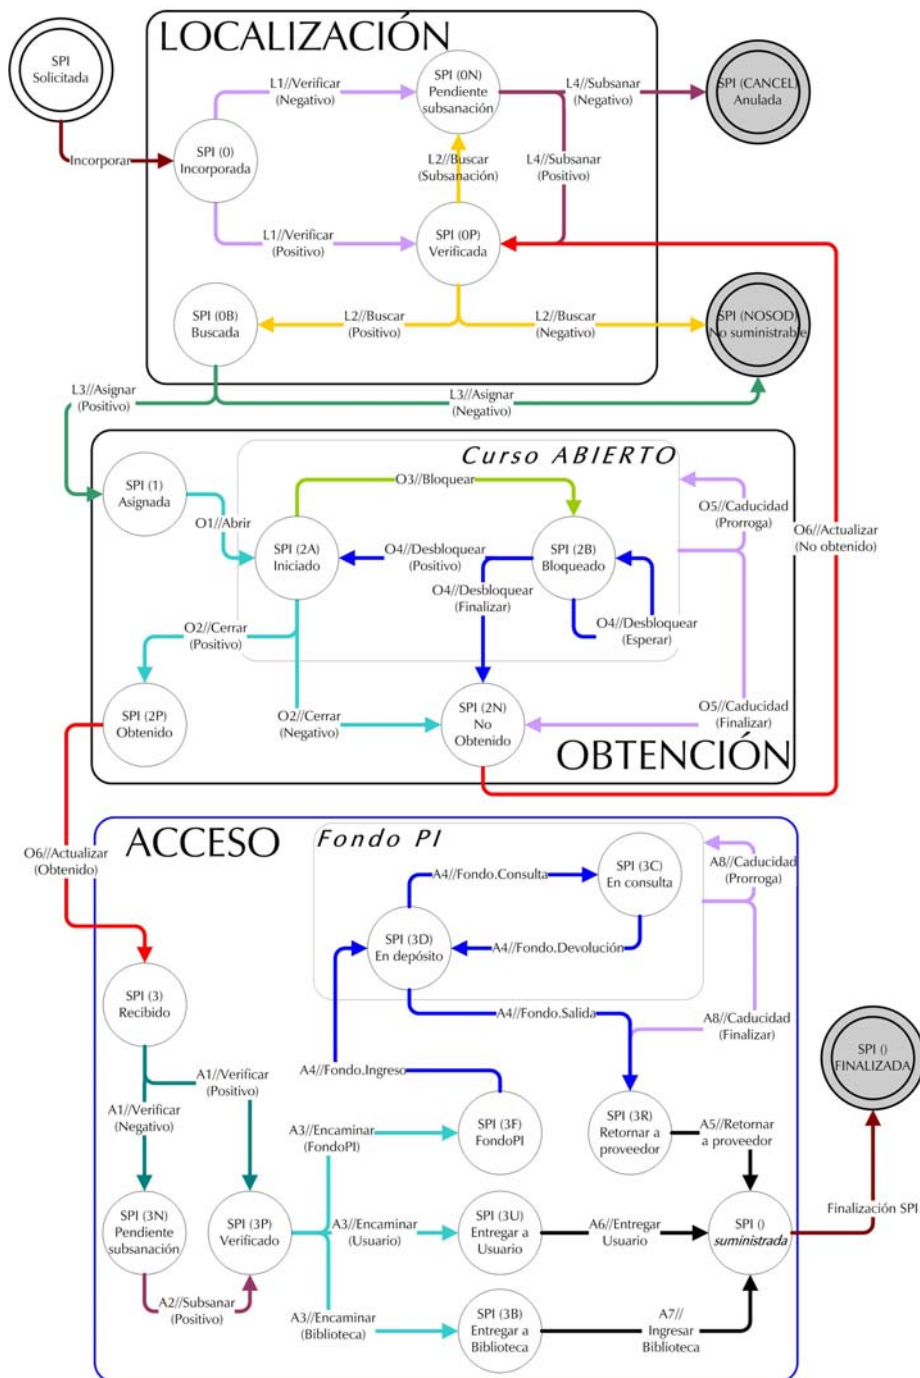 LOCALIZACIÓN
SPI
Solicitada
Incorporar
SPI (0)
Incorporada
L1//Verificar
(Negativo)
SPI (0N)
Pendiente
subsanación
L4//Subsanar
(Negativo)
SPI (CANCEL)
Anulada
L2//Buscar
(Subsanación)
L4//Subsanar
(Positivo)
L1//Verificar
(Positivo)
SPI (0P)
Verificada
SPI (0B)
Buscada
L2//Buscar
(Positivo)
L2//Buscar
(Negativo)
SPI (NOSOD)
No suministrable
L3//Asignar
(Positivo)
L3//Asignar
(Negativo)
Curso ABIERTO
SPI (1)
Asignada
O1//Abrir
O3//Bloquear
SPI (2A)
Iniciado
O4//Desbloquear
(Positivo)
SPI (2B)
Bloqueado
O5//Caducidad
(Prorroga)
O6//Actualizar
(No obtenido)
O4//Desbloquear
(Finalizar)
O4//Desbloquear
(Esperar)
O2//Cerrar
(Positivo)
SPI (2P)
Obtenido
O2//Cerrar
(Negativo)
SPI (2N)
No
Obtenido
O5//Caducidad
(Finalizar)
OBTENCIÓN
ACCESO
Fondo PI
O6//Actualizar
(Obtenido)
A4//Fondo.Consulta
SPI (3C)
En consulta
A8//Caducidad
(Prorroga)
SPI (3D)
En depósito
A4//Fondo.Devolución
SPI (3)
Recibido
A4//Fondo.Salida
A8//Caducidad
(Finalizar)
SPI ()
FINALIZADA
A4//Fondo.Ingreso
A1//Verificar
(Positivo)
A1//Verificar
(Negativo)
A3//Encaminar
(FondoPI)
SPI (3F)
FondoPI
SPI (3R)
Retornar a
proveedor
A5//Retornar
a proveedor
SPI (3N)
Pendiente
subsanación
SPI (3P)
Verificado
A3//Encaminar
(Usuario)
SPI (3U)
Entregar a
Usuario
A6//Entregar
Usuario
SPI ()
suministrada
Finalización SPI
A2//Subsanar
(Positivo)
A3//Encaminar
(Biblioteca)
SPI (3B)
Entregar a
Biblioteca
A7//
Ingresar
Biblioteca